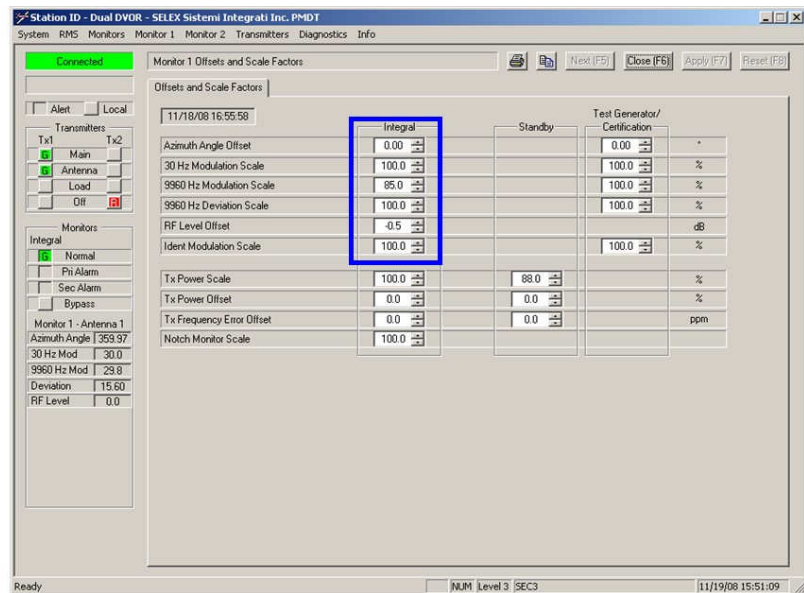 Station ID - Dual DVOR - SELEX Sistemi Integrati Inc. PMDT
System RMS Monitors Monitor 1 Monitor 2 Transmitters Diagnostics Info
Connected
Monitor 1 Offsets and Scale Factors
Next (F5) Close (F6) Apply (F7) Reset (F8)
Offsets and Scale Factors
Alert Local
Transmitters
Tx1 Tx2
G Main
G Antenna
Load
Off R
Monitors
Integral
G Normal
Pri Alarm
Sec Alarm
Bypass
Monitor 1 - Antenna 1
Azimuth Angle 359.97
30 Hz Mod 30.0
9960 Hz Mod 29.8
Deviation 15.60
RF Level 0.0
11/18/08 16:55:58
Integral Standby Test Generator/
Certification
Azimuth Angle Offset 0.00 0.00 °
30 Hz Modulation Scale 100.0 100.0 %
9960 Hz Modulation Scale 85.0 100.0 %
9960 Hz Deviation Scale 100.0 100.0 %
RF Level Offset -0.5 dB
Ident Modulation Scale 100.0 100.0 %
Tx Power Scale 100.0 88.0 %
Tx Power Offset 0.0 0.0 %
Tx Frequency Error Offset 0.0 0.0 ppm
Notch Monitor Scale 100.0
Ready NUM Level 3 SEC3 11/19/08 15:51:09